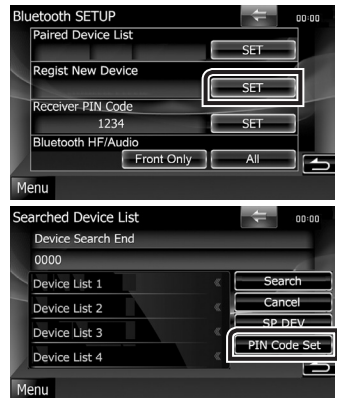 Bluetooth SETUP 00:00
Paired Device List
SET
Regist New Device
SET
Receiver PIN Code
1234 SET
Bluetooth HF/Audio
Front Only All
Menu
Searched Device List 00:00
Device Search End
0000
Device List 1 Search
Device List 2 Cancel
Device List 3 SP DEV
Device List 4 PIN Code Set
Menu